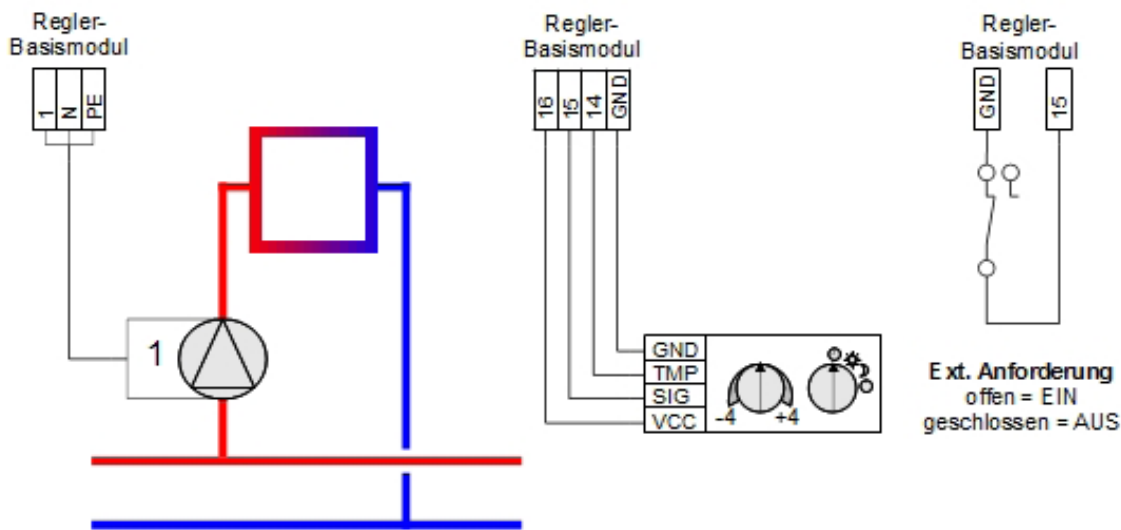 Regler-
Basismodul
1
N
PE
1
Regler-
Basismodul
16
15
14
GND
GND
TMP
SIG
VCC
-4
+4
Regler-
Basismodul
GND
15
Ext. Anforderung
offen = EIN
geschlossen = AUS